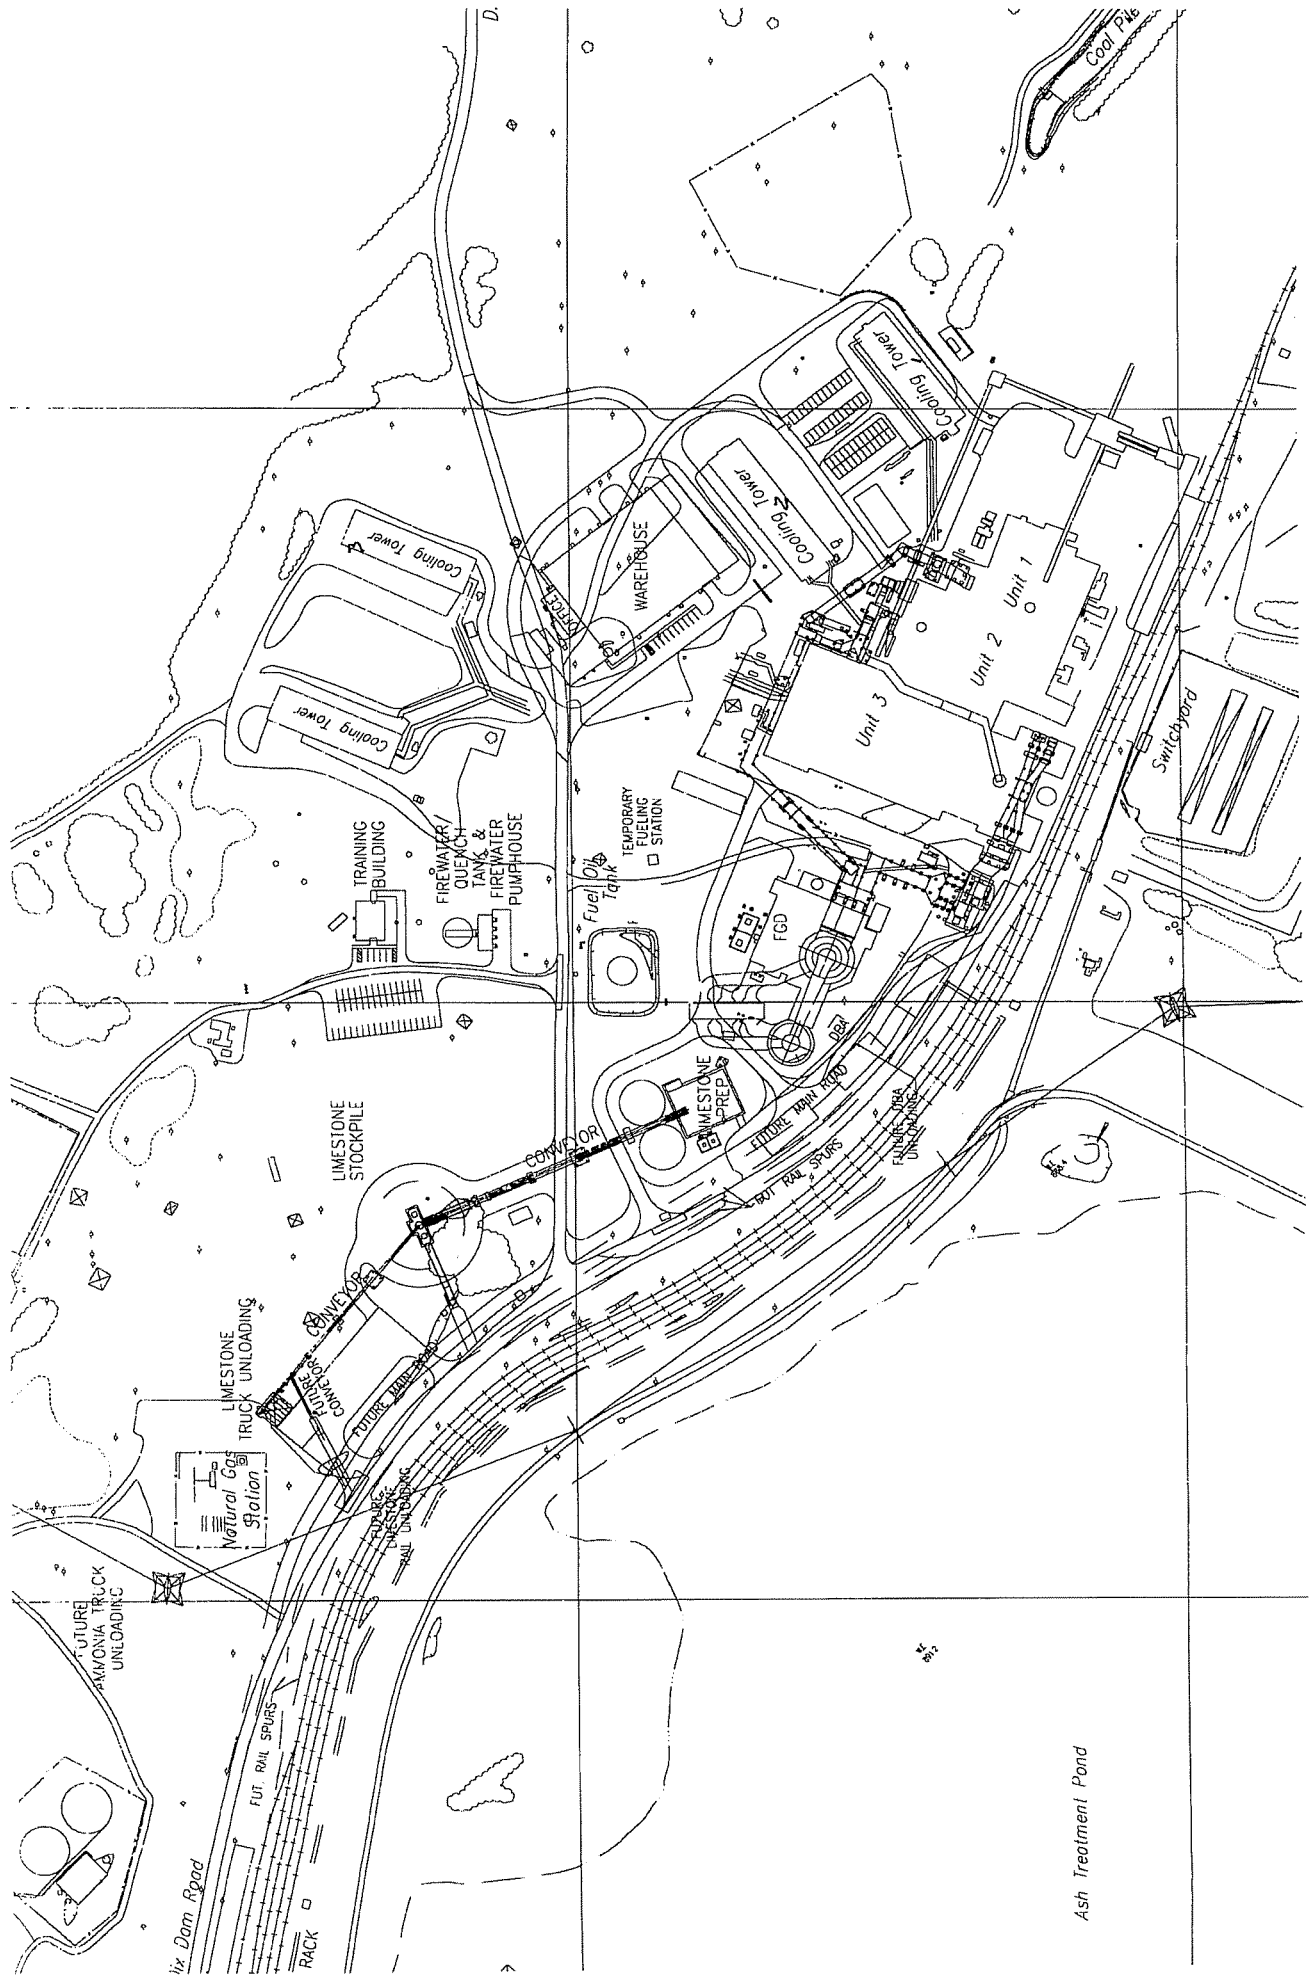 Coal Pile
D.
Cooling Tower
1
Cooling Tower
2
Cooling Tower
Cooling Tower
WAREHOUSE
OFFICE
Unit 1
Unit 2
Unit 3
Switchyard
TRAINING
BUILDING
FIREWATER/
QUENCH
TANK &
FIREWATER
PUMPHOUSE
Fuel Oil
Tank
TEMPORARY
FUELING
STATION
FGD
DBA
LIMESTONE
PREP
FUTURE MAIN ROAD
FUTURE DBA
UNLOADING
FUT RAIL SPURS
CONVEYOR
LIMESTONE
STOCKPILE
CONVEYOR
LIMESTONE
TRUCK UNLOADING
FUTURE
CONVEYOR
FUTURE MAIN ROAD
FUTURE
LIMESTONE
RAIL UNLOADING
Natural Gas
Station
UTURE
AMMONIA TRUCK
UNLOADING
FUT. RAIL SPURS
ix Dam Road
RACK
Ash Treatment Pond